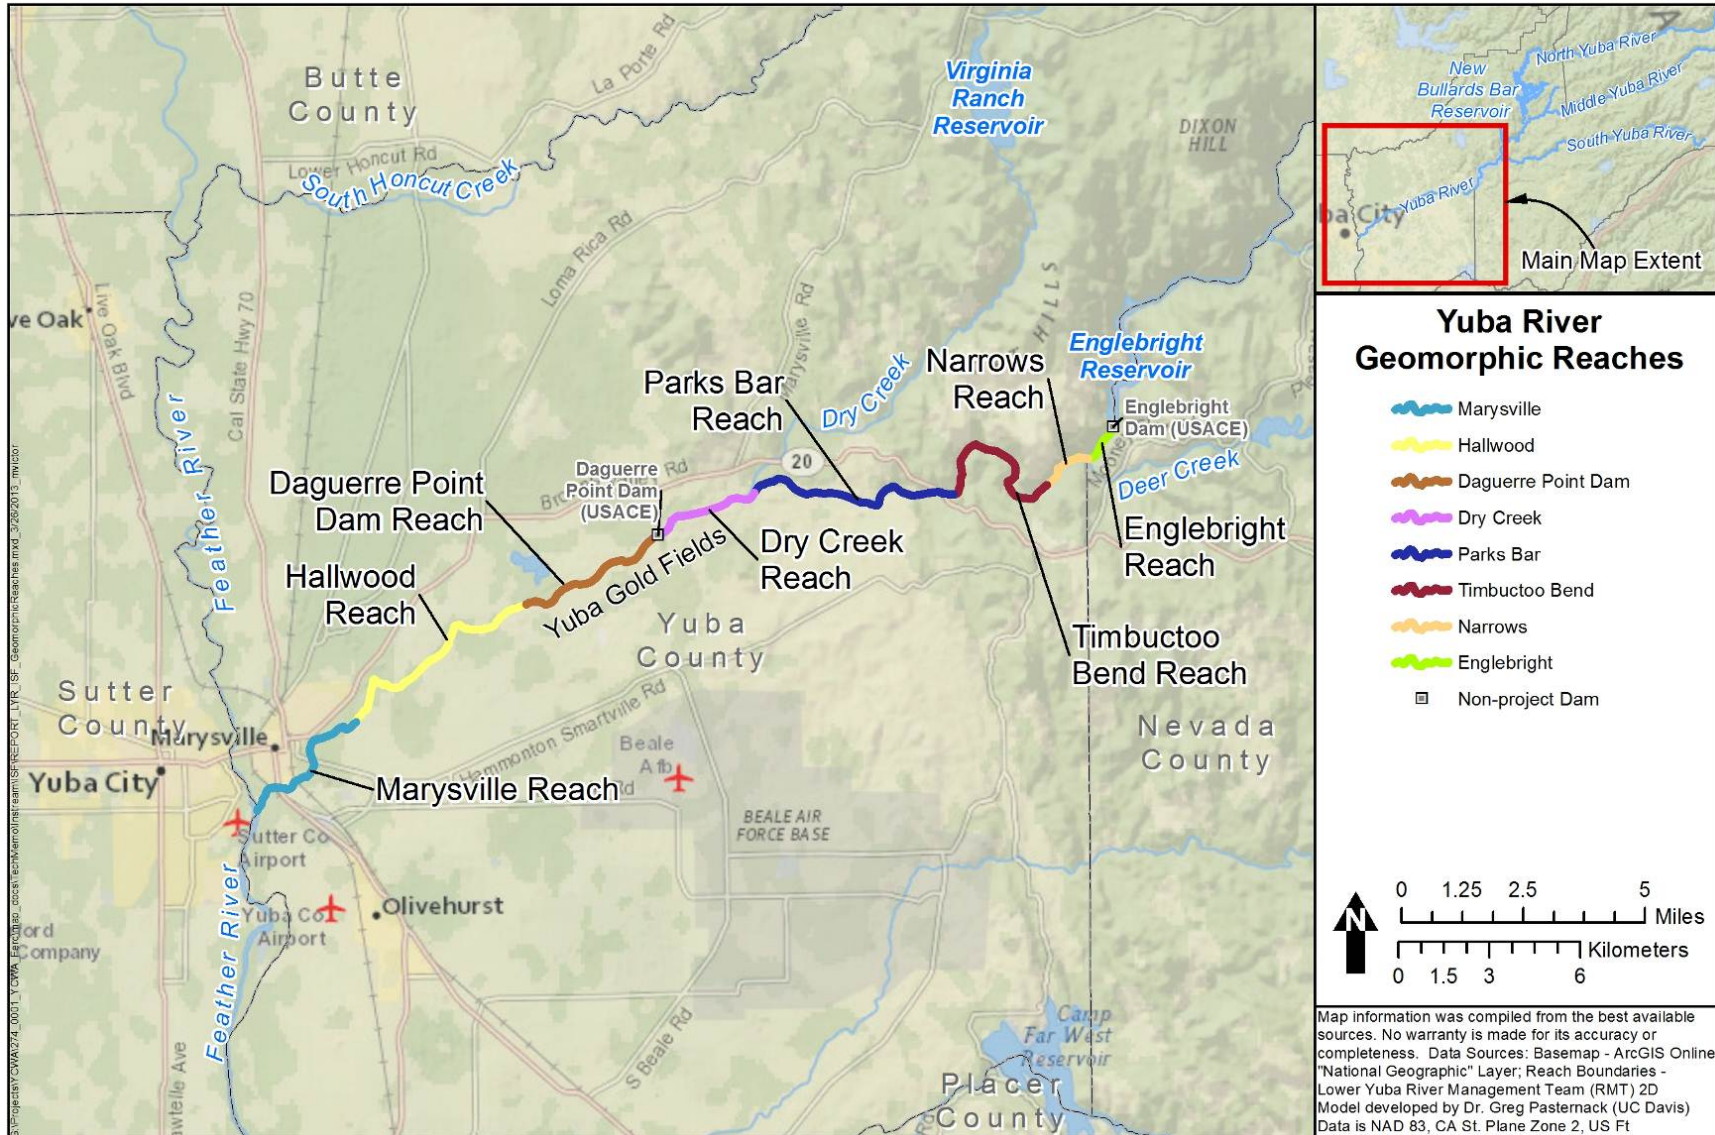 Butte
County
La Porte Rd
Lower Honcut Rd
South Honcut Creek
Virginia
Ranch
Reservoir
DIXON
HILL
Loma Rica Rd
Live Oak Blvd
ve Oak
Cal State Hwy 70
Feather River
Marysville Rd
HILLS
Dry Creek
Parks Bar
Reach
Narrows
Reach
Englebright
Reservoir
Englebright
Dam (USACE)
Deer Creek
20
Daguerre
Point Dam
(USACE)
Daguerre Point
Dam Reach
Dry Creek
Reach
Englebright
Reach
Yuba Gold Fields
Hallwood
Reach
Yuba
County
Timbuctoo
Bend Reach
Nevada
County
Sutter
County
Marysville
Yuba City
Marysville Reach
Hammonton Smartville Rd
Beale
Afb
Rd
BEALE AIR
FORCE BASE
Sutter Co
Airport
Yuba Co
Airport
Olivehurst
Feather River
ord
Company
S Beale Rd
Camp
Far West
Reservoir
Placer
County
North Yuba River
New
Bullards Bar
Reservoir
Middle Yuba River
South Yuba River
Yuba River
ba City
Main Map Extent
Yuba River
Geomorphic Reaches
Marysville
Hallwood
Daguerre Point Dam
Dry Creek
Parks Bar
Timbuctoo Bend
Narrows
Englebright
Non-project Dam
N
0 1.25 2.5 5
Miles
Kilometers
0 1.5 3 6
Map information was compiled from the best available
sources. No warranty is made for its accuracy or
completeness. Data Sources: Basemap - ArcGIS Online
"National Geographic" Layer; Reach Boundaries -
Lower Yuba River Management Team (RMT) 2D
Model developed by Dr. Greg Pasternack (UC Davis)
Data is NAD 83, CA St. Plane Zone 2, US Ft